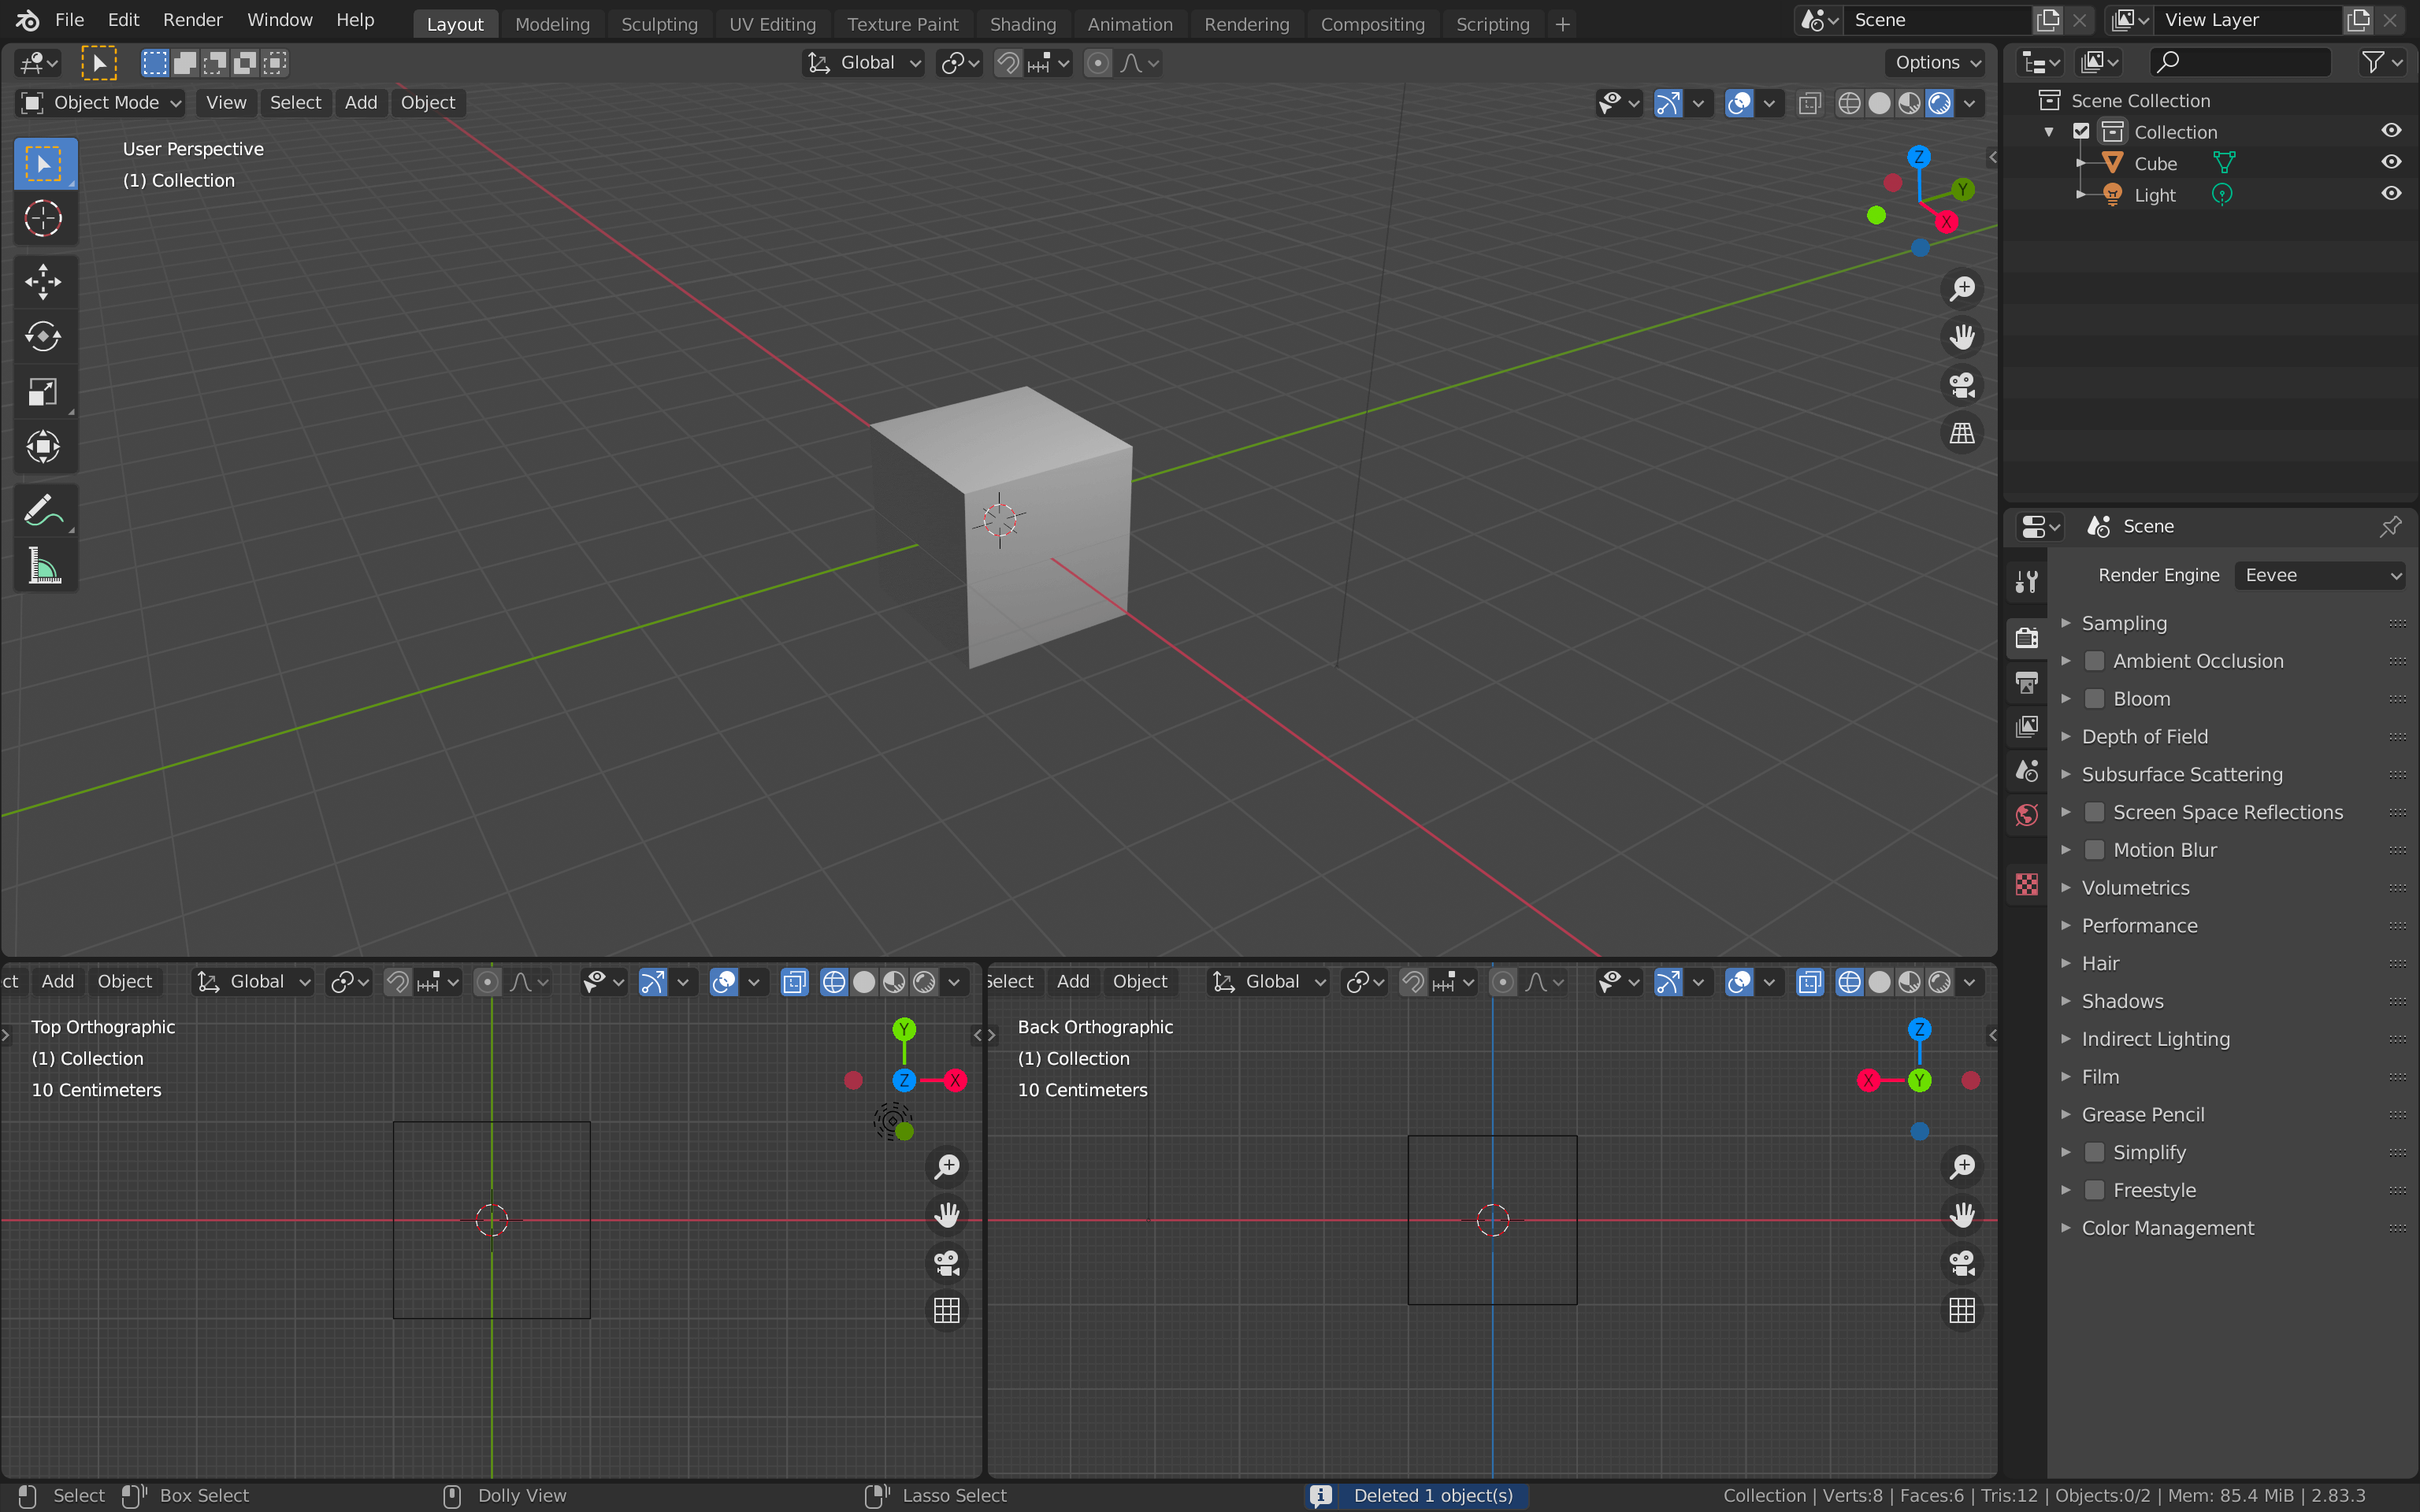 File Edit Render Window Help Layout Modeling Sculpting UV Editing Texture Paint Shading Animation Rendering Compositing Scripting + Scene View Layer
Global Options
Object Mode View Select Add Object
User Perspective
(1) Collection
Z
Y
X
Scene Collection
Collection
Cube
Light
Scene
Render Engine Eevee
Sampling
Ambient Occlusion
Bloom
Depth of Field
Subsurface Scattering
Screen Space Reflections
Motion Blur
Volumetrics
Performance
Hair
Shadows
Indirect Lighting
Film
Grease Pencil
Simplify
Freestyle
Color Management
ct Add Object Global
Top Orthographic
(1) Collection
10 Centimeters
Y
Z X
Select Add Object Global
Back Orthographic
(1) Collection
10 Centimeters
Z
X Y
Select Box Select Dolly View Lasso Select Deleted 1 object(s) Collection | Verts:8 | Faces:6 | Tris:12 | Objects:0/2 | Mem: 85.4 MiB | 2.83.3